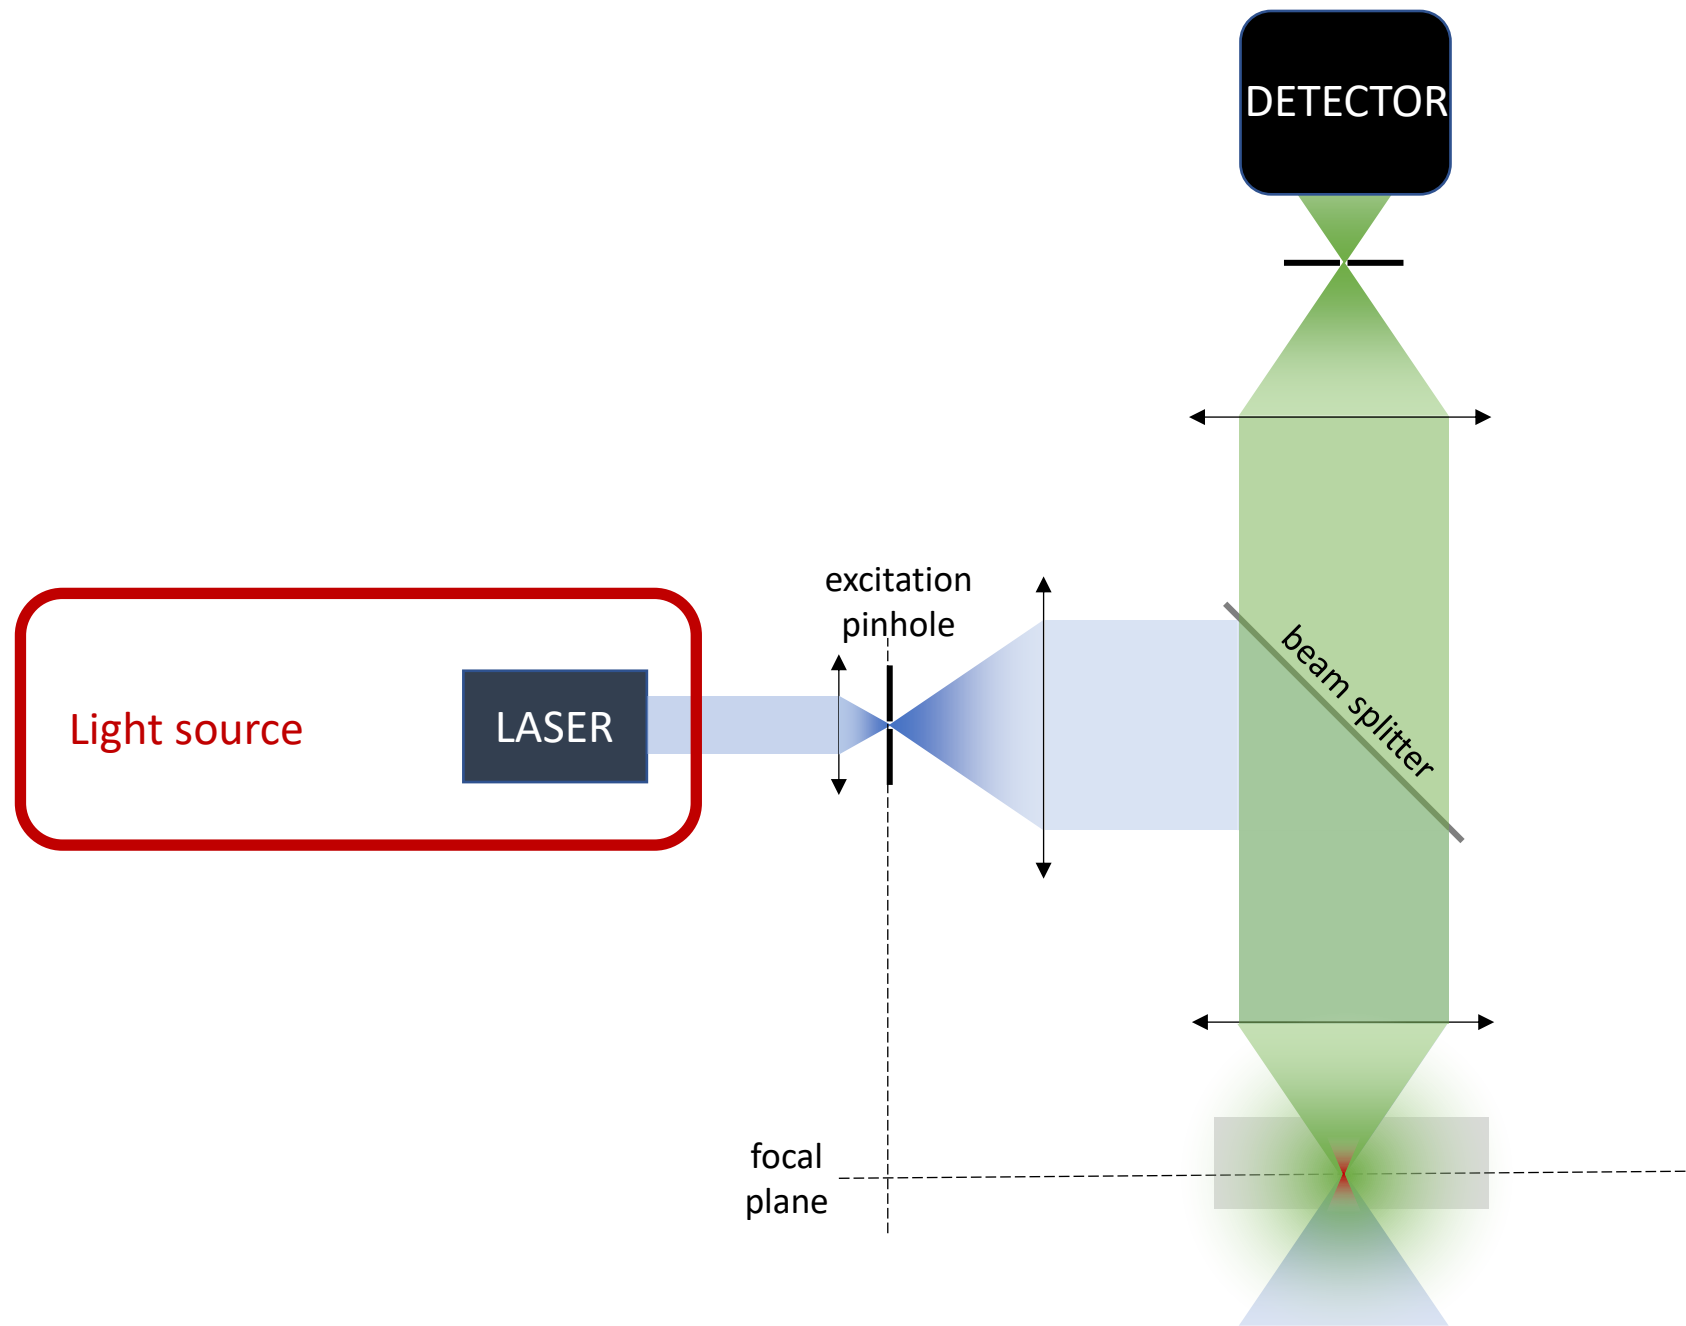 DETECTOR
excitation
pinhole
beam splitter
Light source
LASER
focal
plane